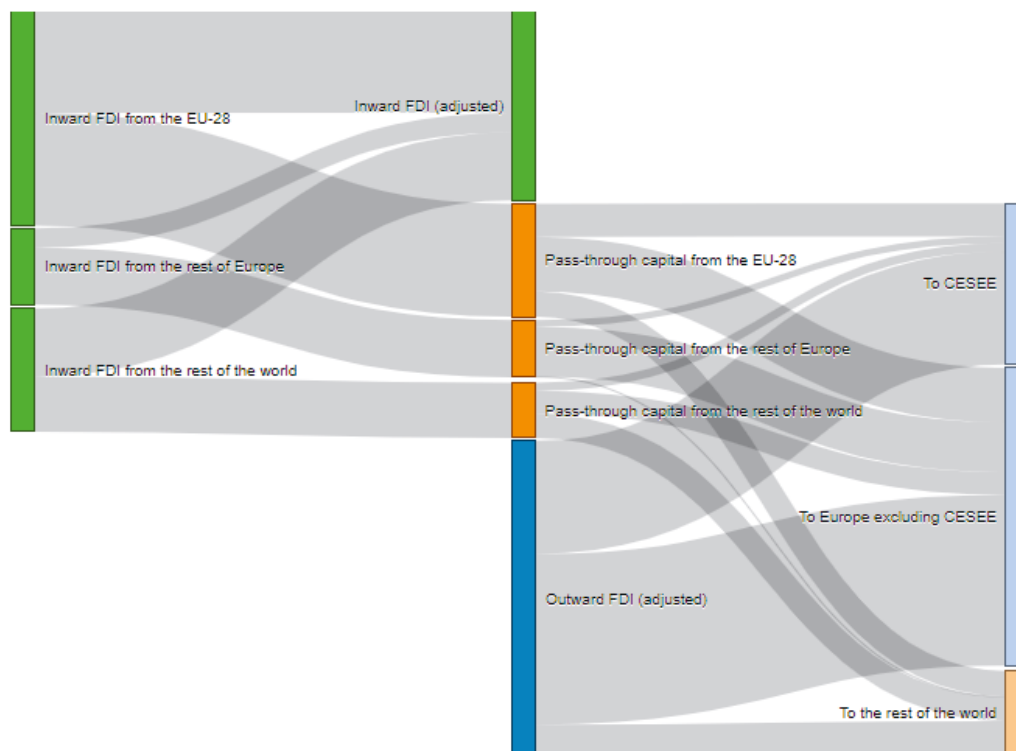 Inward FDI from the EU-28
Inward FDI (adjusted)
Inward FDI from the rest of Europe
Inward FDI from the rest of the world
Pass-through capital from the EU-28
To CESEE
Pass-through capital from the rest of Europe
Pass-through capital from the rest of the world
To Europe excluding CESEE
Outward FDI (adjusted)
To the rest of the world